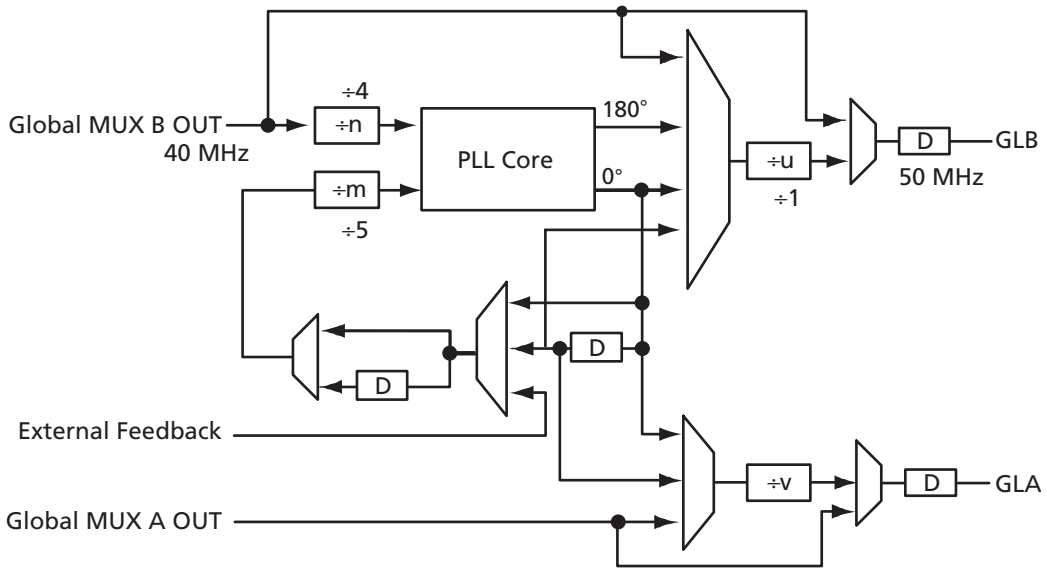 ÷4
Global MUX B OUT
÷n
40 MHz
PLL Core
180°
0°
÷m
÷5
÷u
÷1
D
GLB
50 MHz
D
D
External Feedback
÷v
D
GLA
Global MUX A OUT